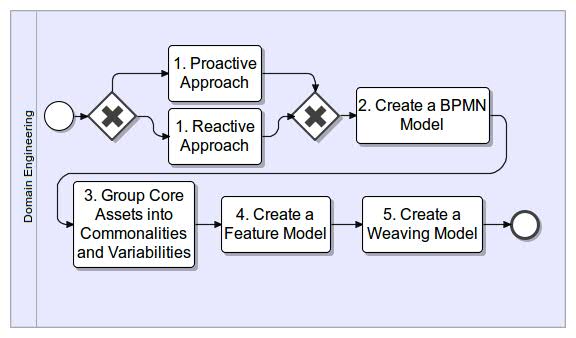 Domain Engineering
1. Proactive
Approach
1. Reactive
Approach
2. Create a BPMN
Model
3. Group Core
Assets into
Commonalities
and Variabilities
4. Create a
Feature Model
5. Create a
Weaving Model